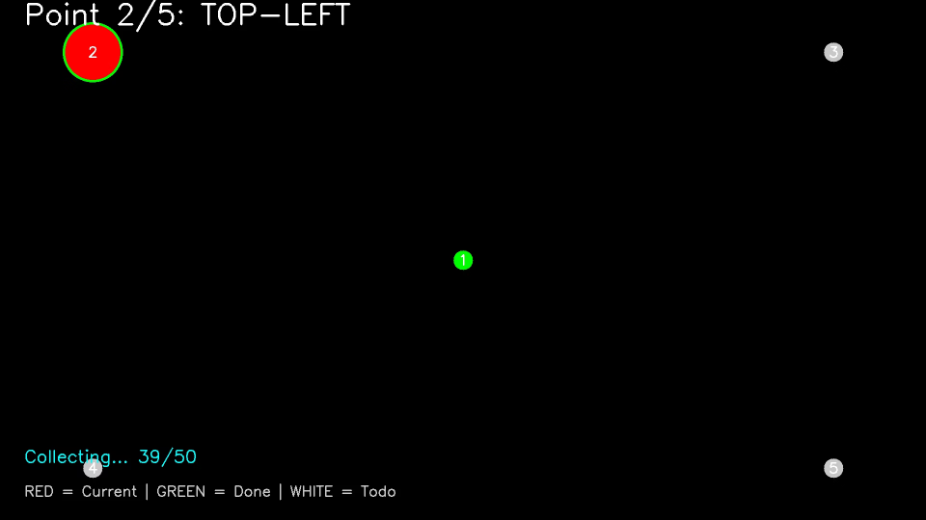 Point 2/5: TOP-LEFT
2
3
1
Collecting... 39/50
4
5
RED = Current | GREEN = Done | WHITE = Todo